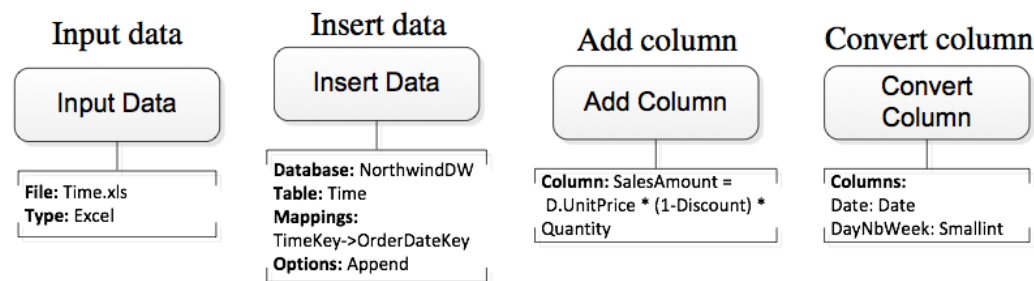 Input data
Input Data
File: Time.xls
Type: Excel
Insert data
Insert Data
Database: NorthwindDW
Table: Time
Mappings:
TimeKey->OrderDateKey
Options: Append
Add column
Add Column
Column: SalesAmount =
D.UnitPrice * (1-Discount) *
Quantity
Convert column
Convert
Column
Columns:
Date: Date
DayNbWeek: Smallint